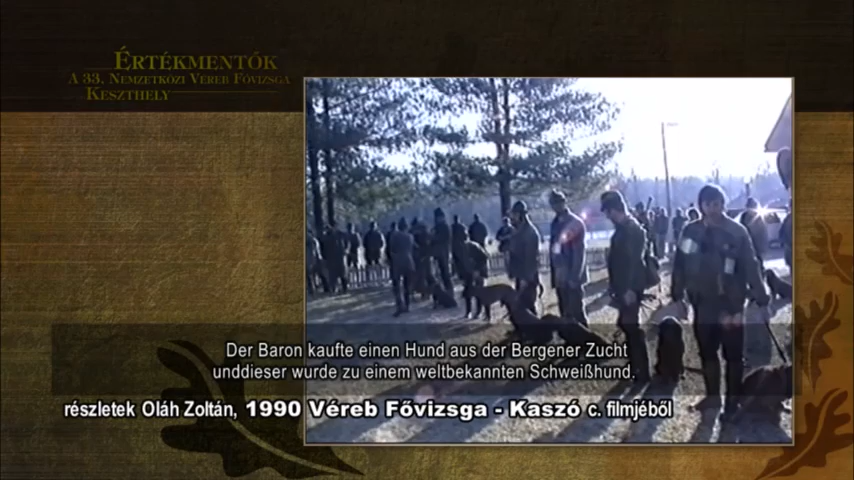 Értékmentők
A 33. Nemzetközi Véreb Fővizsga
Keszthely
Der Baron kaufte einen Hund aus der Bergener Zucht
unddieser wurde zu einem weltbekannten Schweißhund.
részletek Oláh Zoltán, 1990 Véreb Fővizsga - Kaszó c. filmjéből